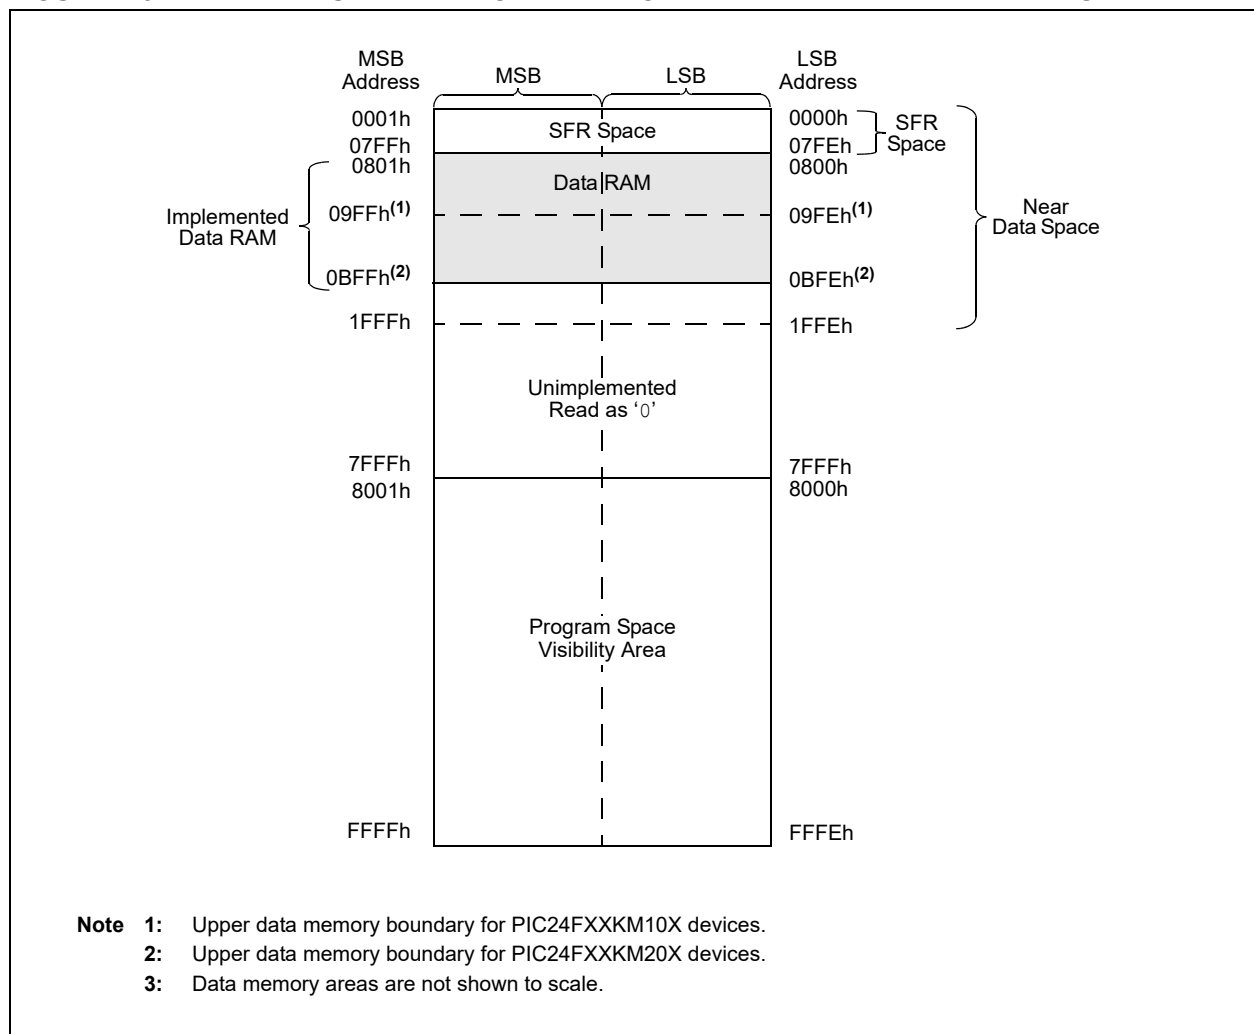 MSB
Address
LSB
Address
MSB
LSB
0001h
SFR Space
0000h
SFR
Space
07FFh
07FEh
0801h
0800h
Data RAM
Implemented
Data RAM
09FFh(1)
09FEh(1)
Near
Data Space
0BFFh(2)
0BFEh(2)
1FFFh
1FFEh
Unimplemented
Read as ‘0’
7FFFh
7FFFh
8001h
8000h
Program Space
Visibility Area
FFFFh
FFFEh
Note 1: Upper data memory boundary for PIC24FXXKM10X devices.
2: Upper data memory boundary for PIC24FXXKM20X devices.
3: Data memory areas are not shown to scale.